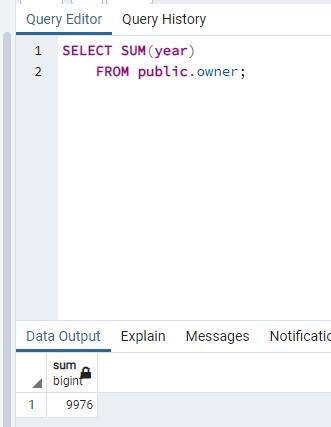 Query Editor Query History
1 SELECT SUM(year)
2 FROM public.owner;
Data Output Explain Messages
sum
bigint
1 9976